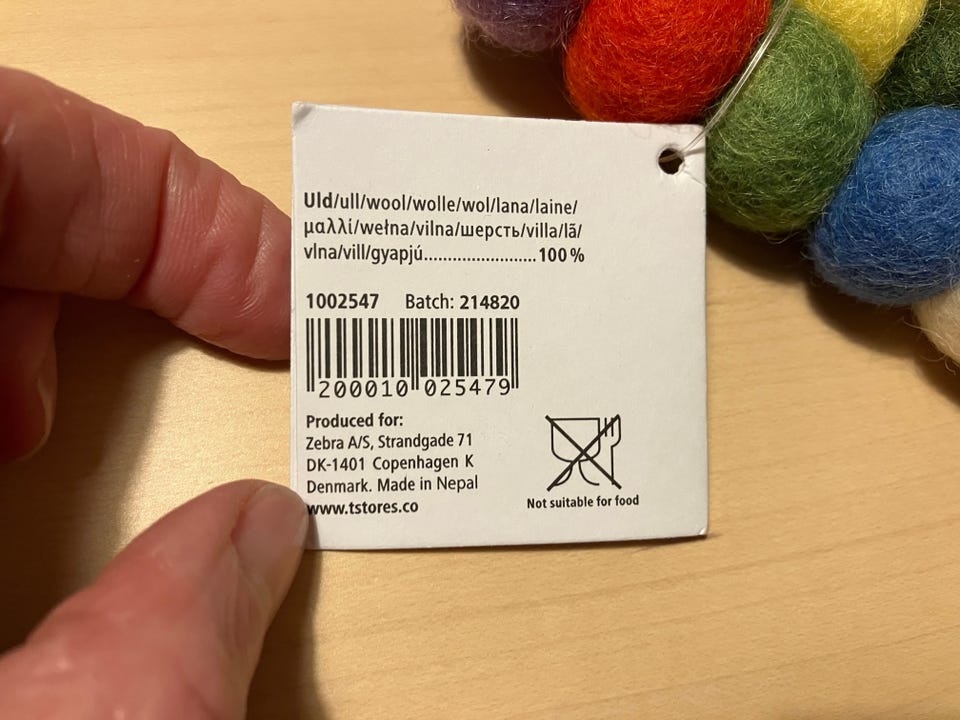 Uld/ull/wool/wolle/wol/lana/laine/
μαλλί/wełna/vilna/шерсть/villa/lã/
vlna/vill/gyapjú........................100 %
1002547 Batch: 214820
200010 025479
Produced for:
Zebra A/S, Strandgade 71
DK-1401 Copenhagen K
Denmark. Made in Nepal
www.tstores.co
Not suitable for food